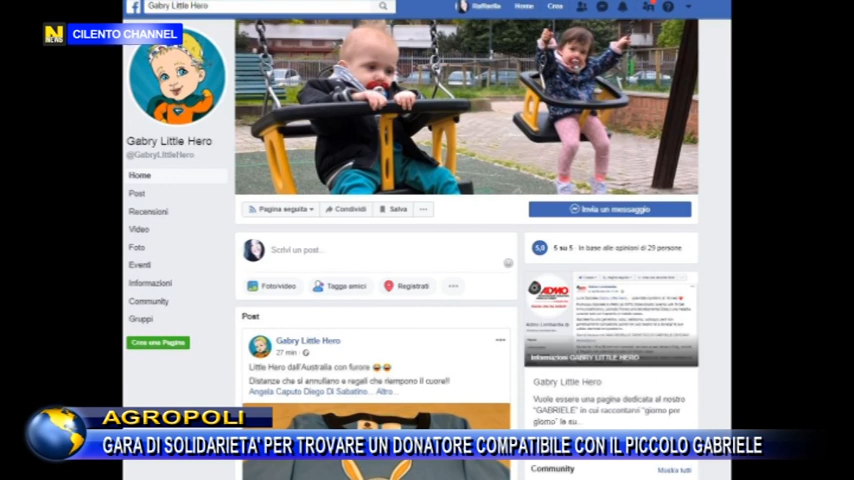 Gabry Little Hero
Raffaella
Home
Crea
N
NEWS
CILENTO CHANNEL
Gabry Little Hero
@GabryLittleHero
Home
Post
Recensioni
Video
Foto
Eventi
Informazioni
Community
Gruppi
Crea una Pagina
Pagina seguita
Condividi
Salva
Invia un messaggio
Scrivi un post...
Foto/video
Tagga amici
Registrati
5,0
5 su 5 · In base alle opinioni di 29 persone
Post
Gabry Little Hero
27 min
Little Hero dall'Australia con furore
Distanze che si annullano e regali che riempono il cuore!!
Angela Caputo Diego Di Sabatino... Altro...
ADMO
Informazioni GABRY LITTLE HERO
Gabry Little Hero
Vuole essere una pagina dedicata al nostro
"GABRIELE" in cui raccontarvi "giorno per
giorno" la su...
Community
Mostra tutti
AGROPOLI
GARA DI SOLIDARIETA' PER TROVARE UN DONATORE COMPATIBILE CON IL PICCOLO GABRIELE